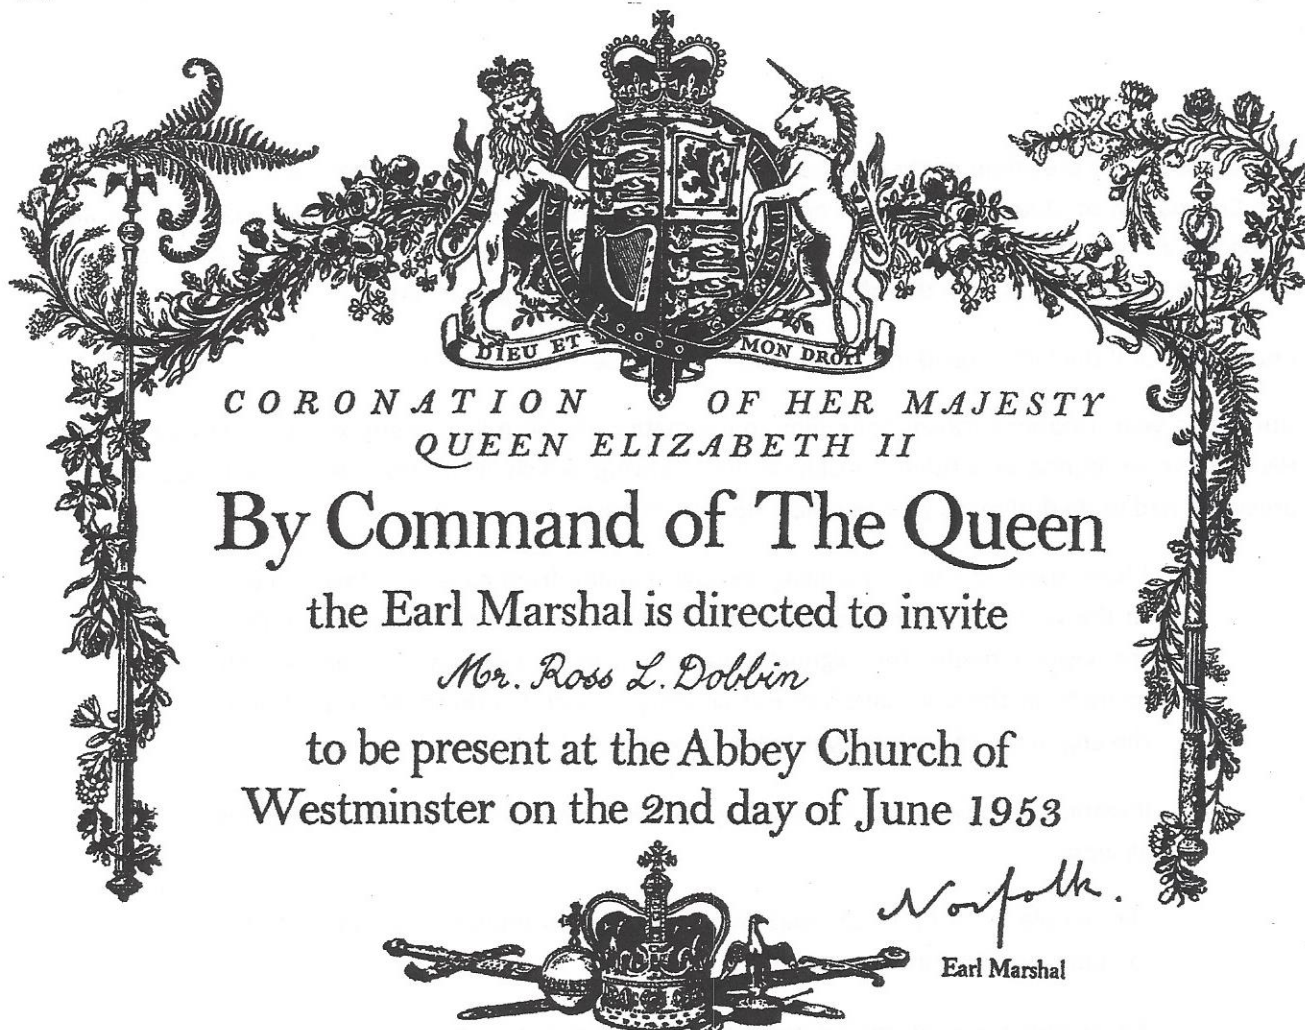 DIEU ET MON DROIT
CORONATION OF HER MAJESTY
QUEEN ELIZABETH II
By Command of The Queen
the Earl Marshal is directed to invite
Mr. Ross L. Dobbin
to be present at the Abbey Church of
Westminster on the 2nd day of June 1953
Norfolk.
Earl Marshal